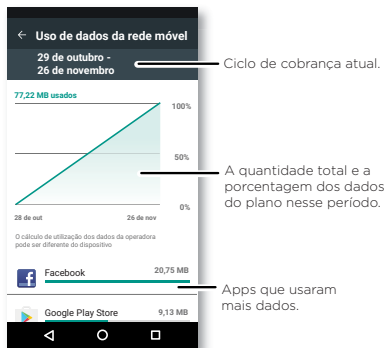 Uso de dados da rede móvel
29 de outubro -
26 de novembro
77,22 MB usados
100%
50%
0%
28 de out
26 de nov
O cálculo de utilização dos dados da operadora
pode ser diferente do dispositivo
Facebook
20,75 MB
Google Play Store
9,13 MB
Ciclo de cobrança atual.
A quantidade total e a
porcentagem dos dados
do plano nesse período.
Apps que usaram
mais dados.